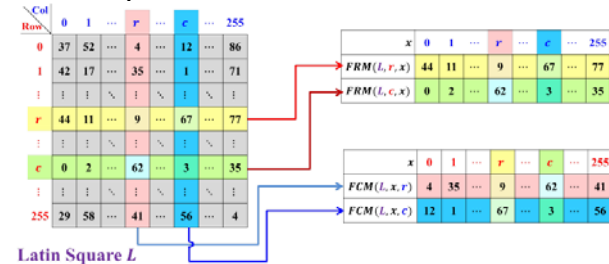 Col
Row 0 1 ... r ... c ... 255
0 37 52 ... 4 ... 12 ... 86
1 42 17 ... 35 ... 1 ... 71
⋮ ⋮ ⋮ ⋱ ⋮ ⋱ ⋮ ⋱ ⋮
r 44 11 ... 9 ... 67 ... 77
⋮ ⋮ ⋮ ⋱ ⋮ ⋱ ⋮ ⋱ ⋮
c 0 2 ... 62 ... 3 ... 35
⋮ ⋮ ⋮ ⋱ ⋮ ⋱ ⋮ ⋱ ⋮
255 29 58 ... 41 ... 56 ... 4
Latin Square L
x 0 1 ... r ... c ... 255
FRM(L, r, x) 44 11 ... 9 ... 67 ... 77
FRM(L, c, x) 0 2 ... 62 ... 3 ... 35
x 0 1 ... r ... c ... 255
FCM(L, x, r) 4 35 ... 9 ... 62 ... 41
FCM(L, x, c) 12 1 ... 67 ... 3 ... 56